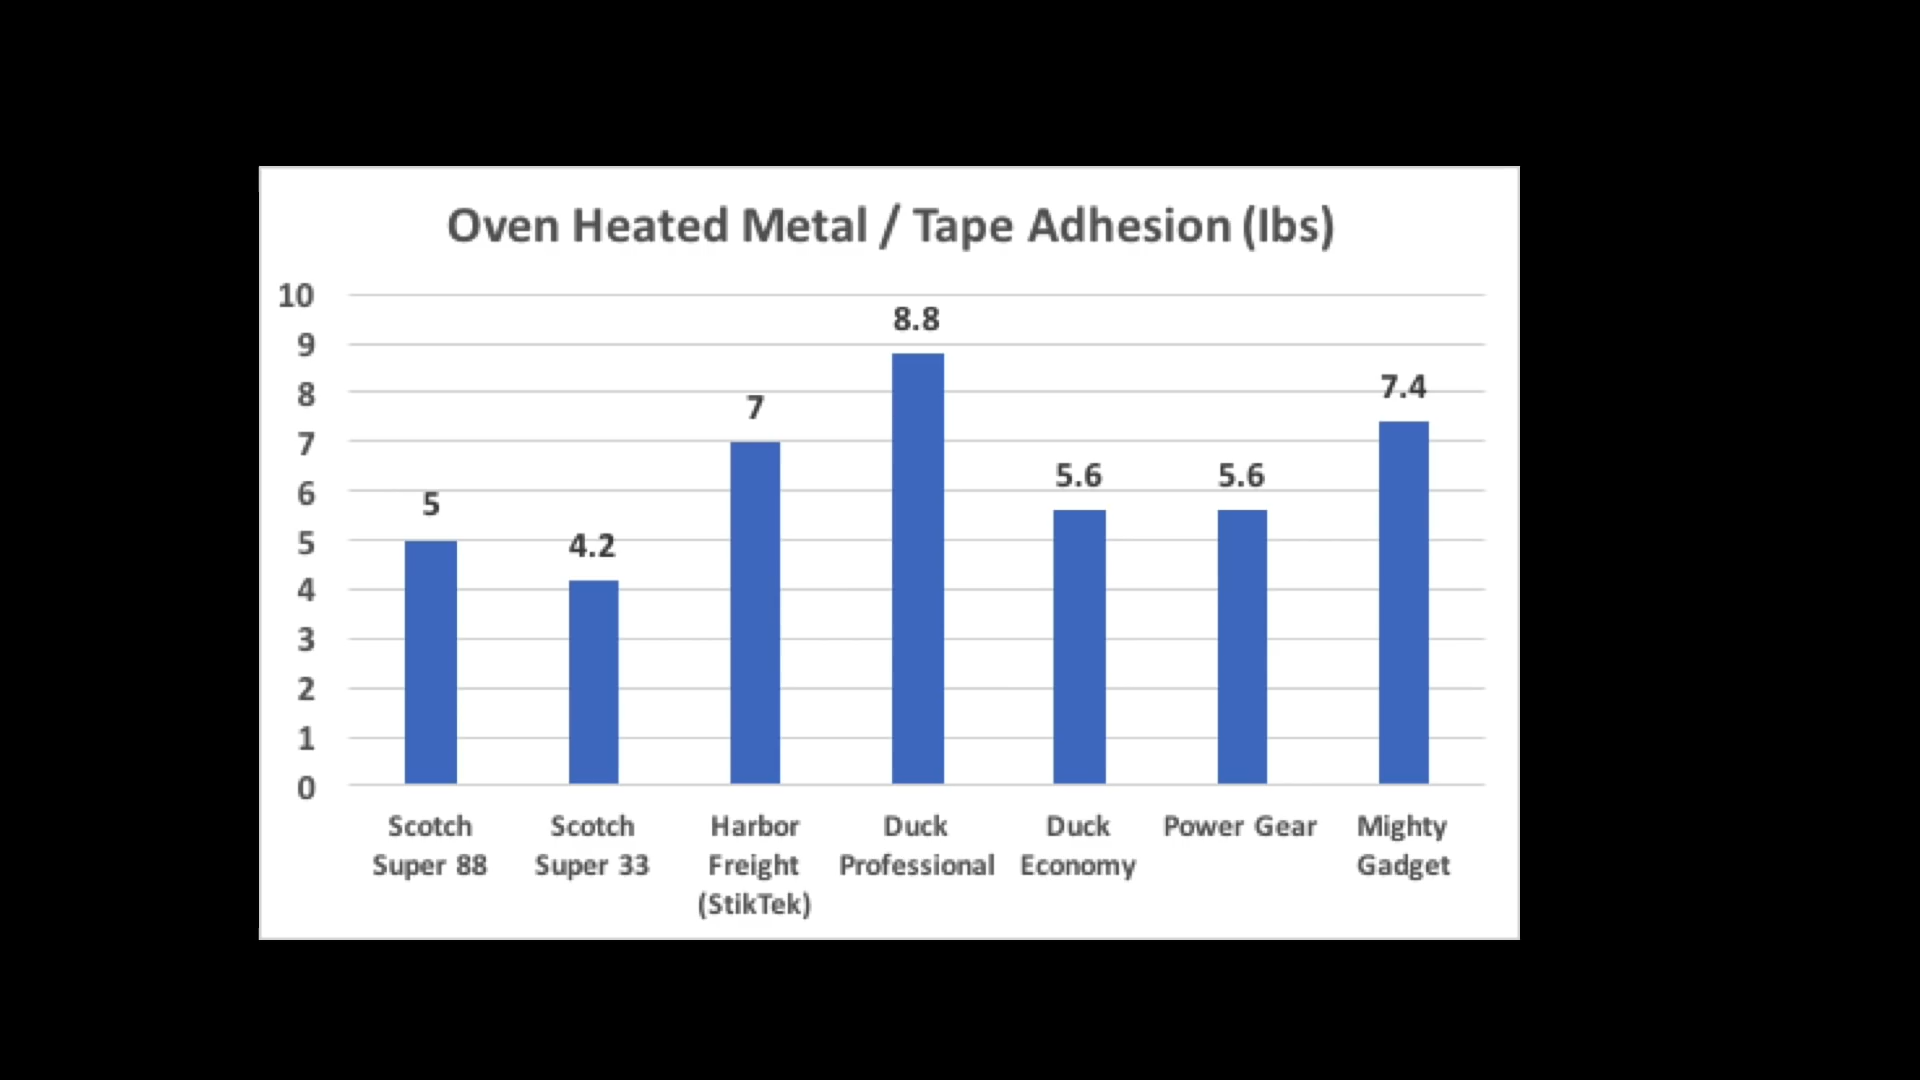 Oven Heated Metal / Tape Adhesion (Ibs)
10
9
8
7
6
5
4
3
2
1
0
5
4.2
7
8.8
5.6
5.6
7.4
Scotch
Super 88
Scotch
Super 33
Harbor
Freight
(StikTek)
Duck
Professional
Duck
Economy
Power Gear
Mighty
Gadget